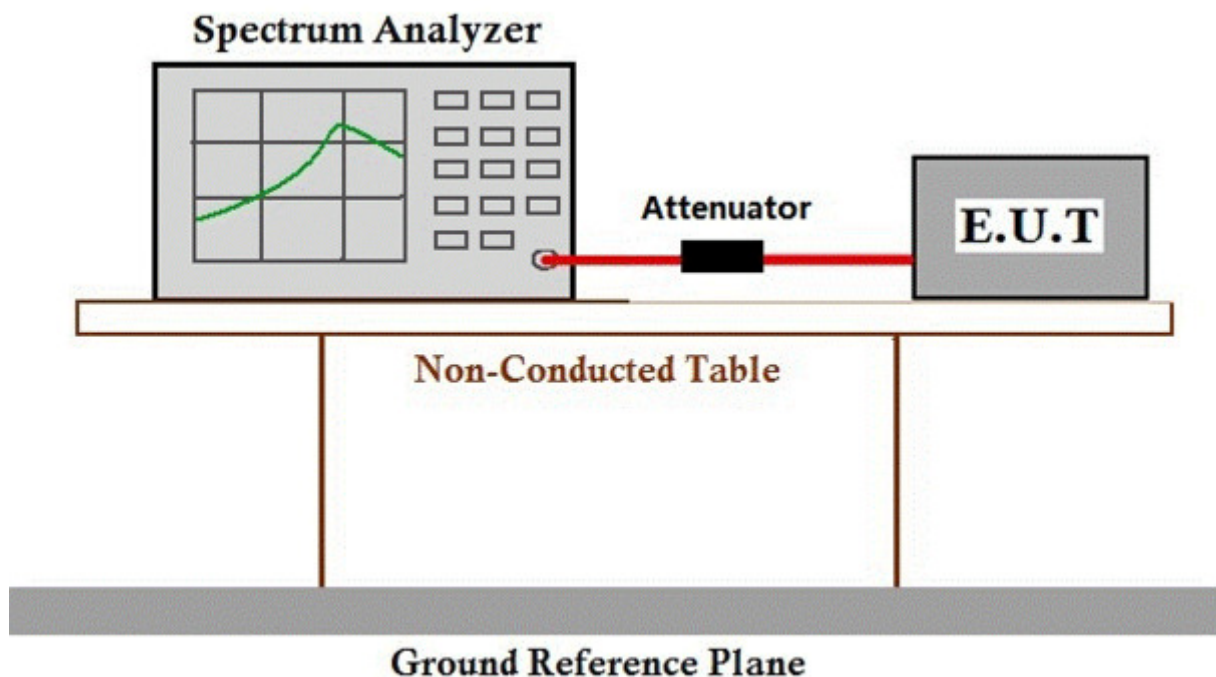 Spectrum Analyzer
Attenuator
E.U.T
Non-Conducted Table
Ground Reference Plane